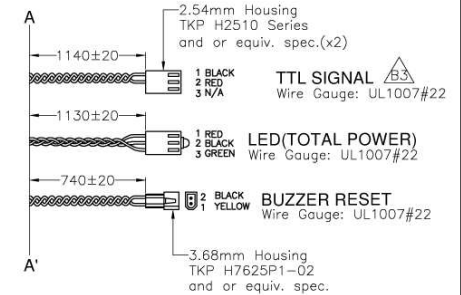 A
2.54mm Housing
TKP H2510 Series
and or equiv. spec.(x2)
1140±20
1 BLACK
2 RED
3 N/A
TTL SIGNAL
B3
Wire Gauge: UL1007#22
1130±20
1 RED
2 BLACK
3 GREEN
LED(TOTAL POWER)
Wire Gauge: UL1007#22
740±20
2 BLACK
1 YELLOW
BUZZER RESET
Wire Gauge: UL1007#22
A'
3.68mm Housing
TKP H7625P1-02
and or equiv. spec.